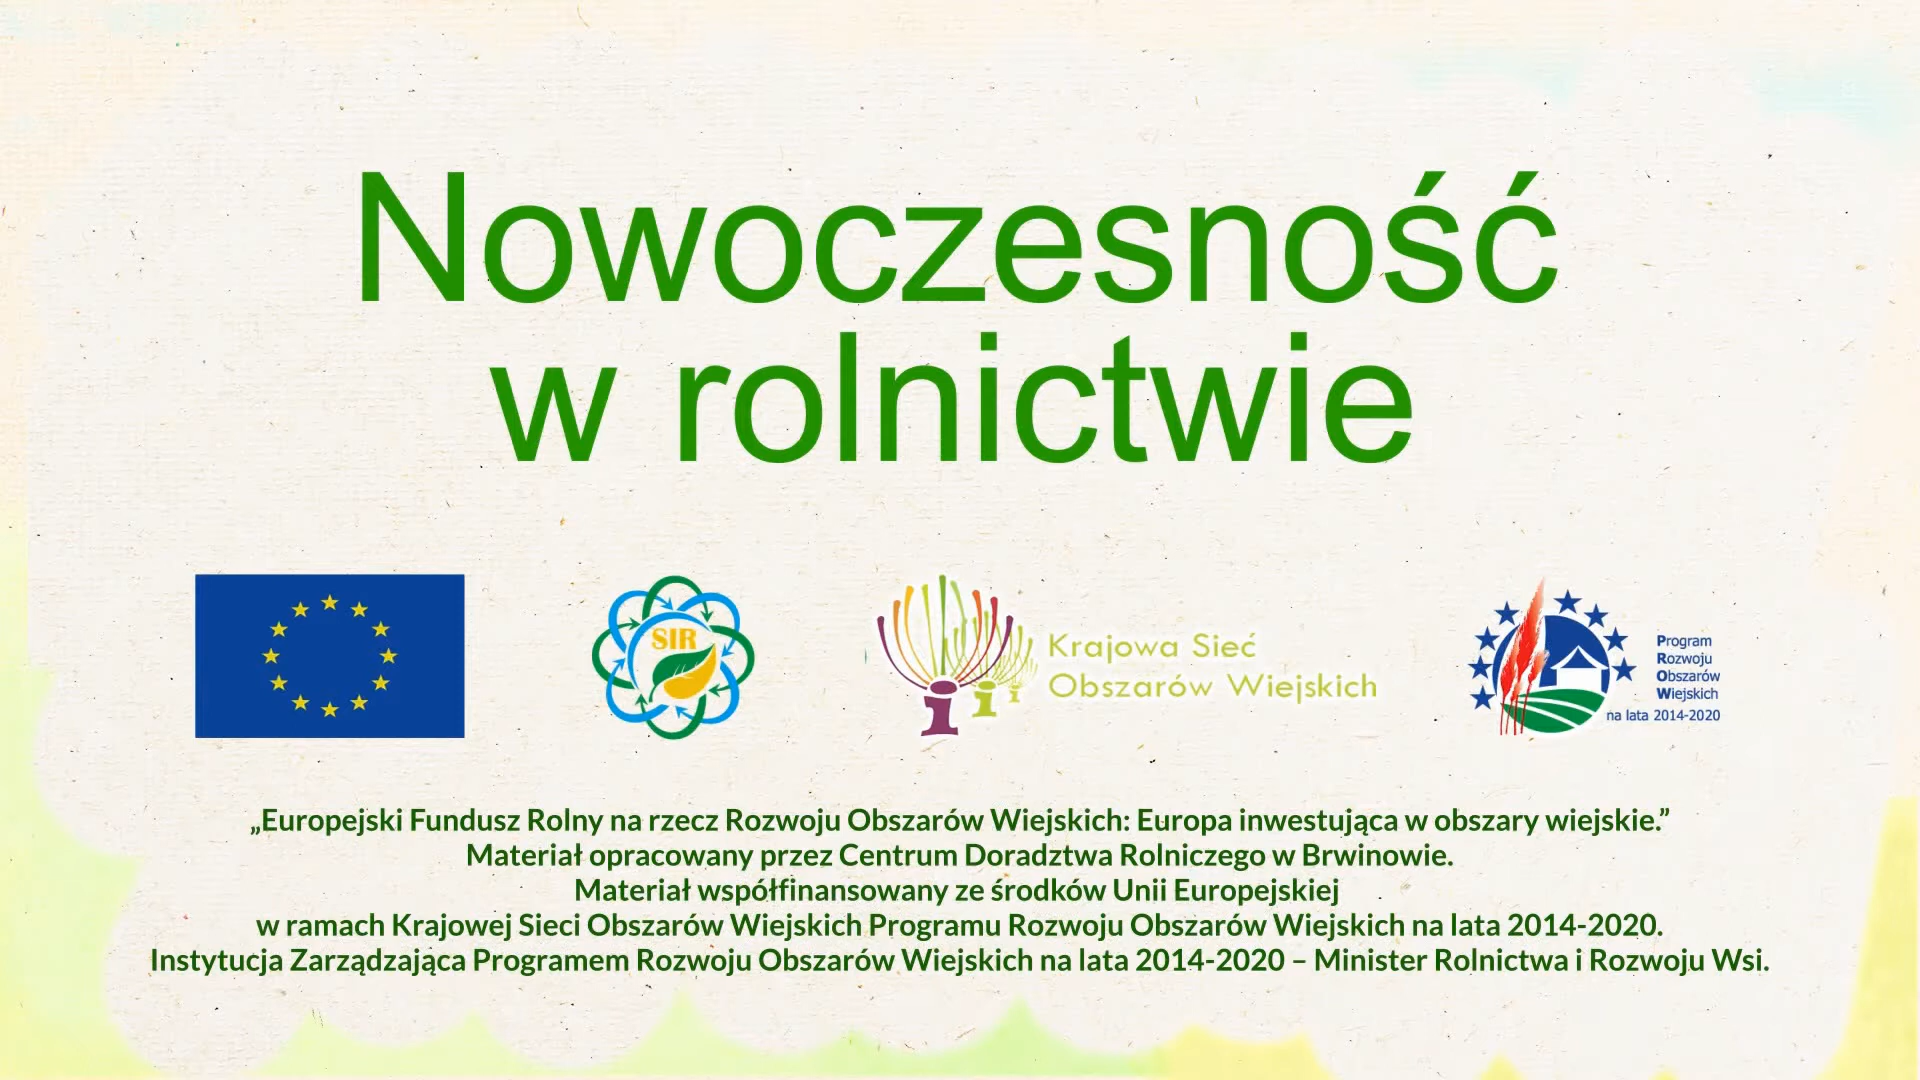 Nowoczesność
w rolnictwie
SIR
Krajowa Sieć
Obszarów Wiejskich
Program
Rozwoju
Obszarów
Wiejskich
na lata 2014-2020
„Europejski Fundusz Rolny na rzecz Rozwoju Obszarów Wiejskich: Europa inwestująca w obszary wiejskie.”
Materiał opracowany przez Centrum Doradztwa Rolniczego w Brwinowie.
Materiał współfinansowany ze środków Unii Europejskiej
w ramach Krajowej Sieci Obszarów Wiejskich Programu Rozwoju Obszarów Wiejskich na lata 2014-2020.
Instytucja Zarządzająca Programem Rozwoju Obszarów Wiejskich na lata 2014-2020 – Minister Rolnictwa i Rozwoju Wsi.